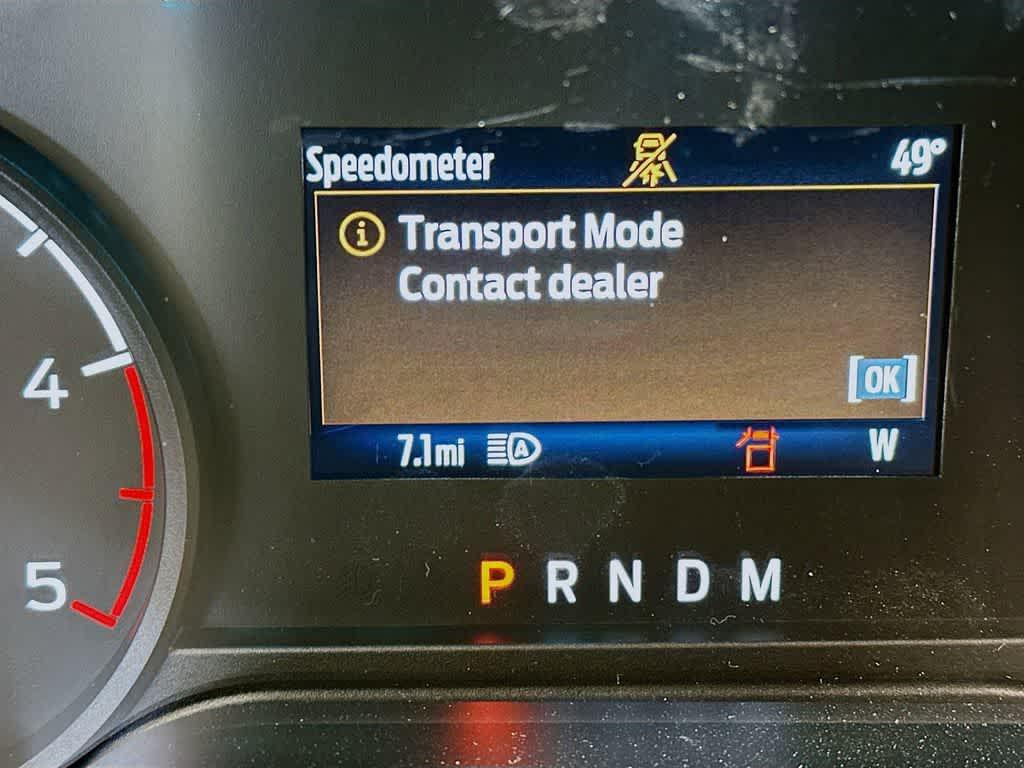 Speedometer 49°
i Transport Mode
Contact dealer
[OK]
7.1mi A W
4
5
P R N D M